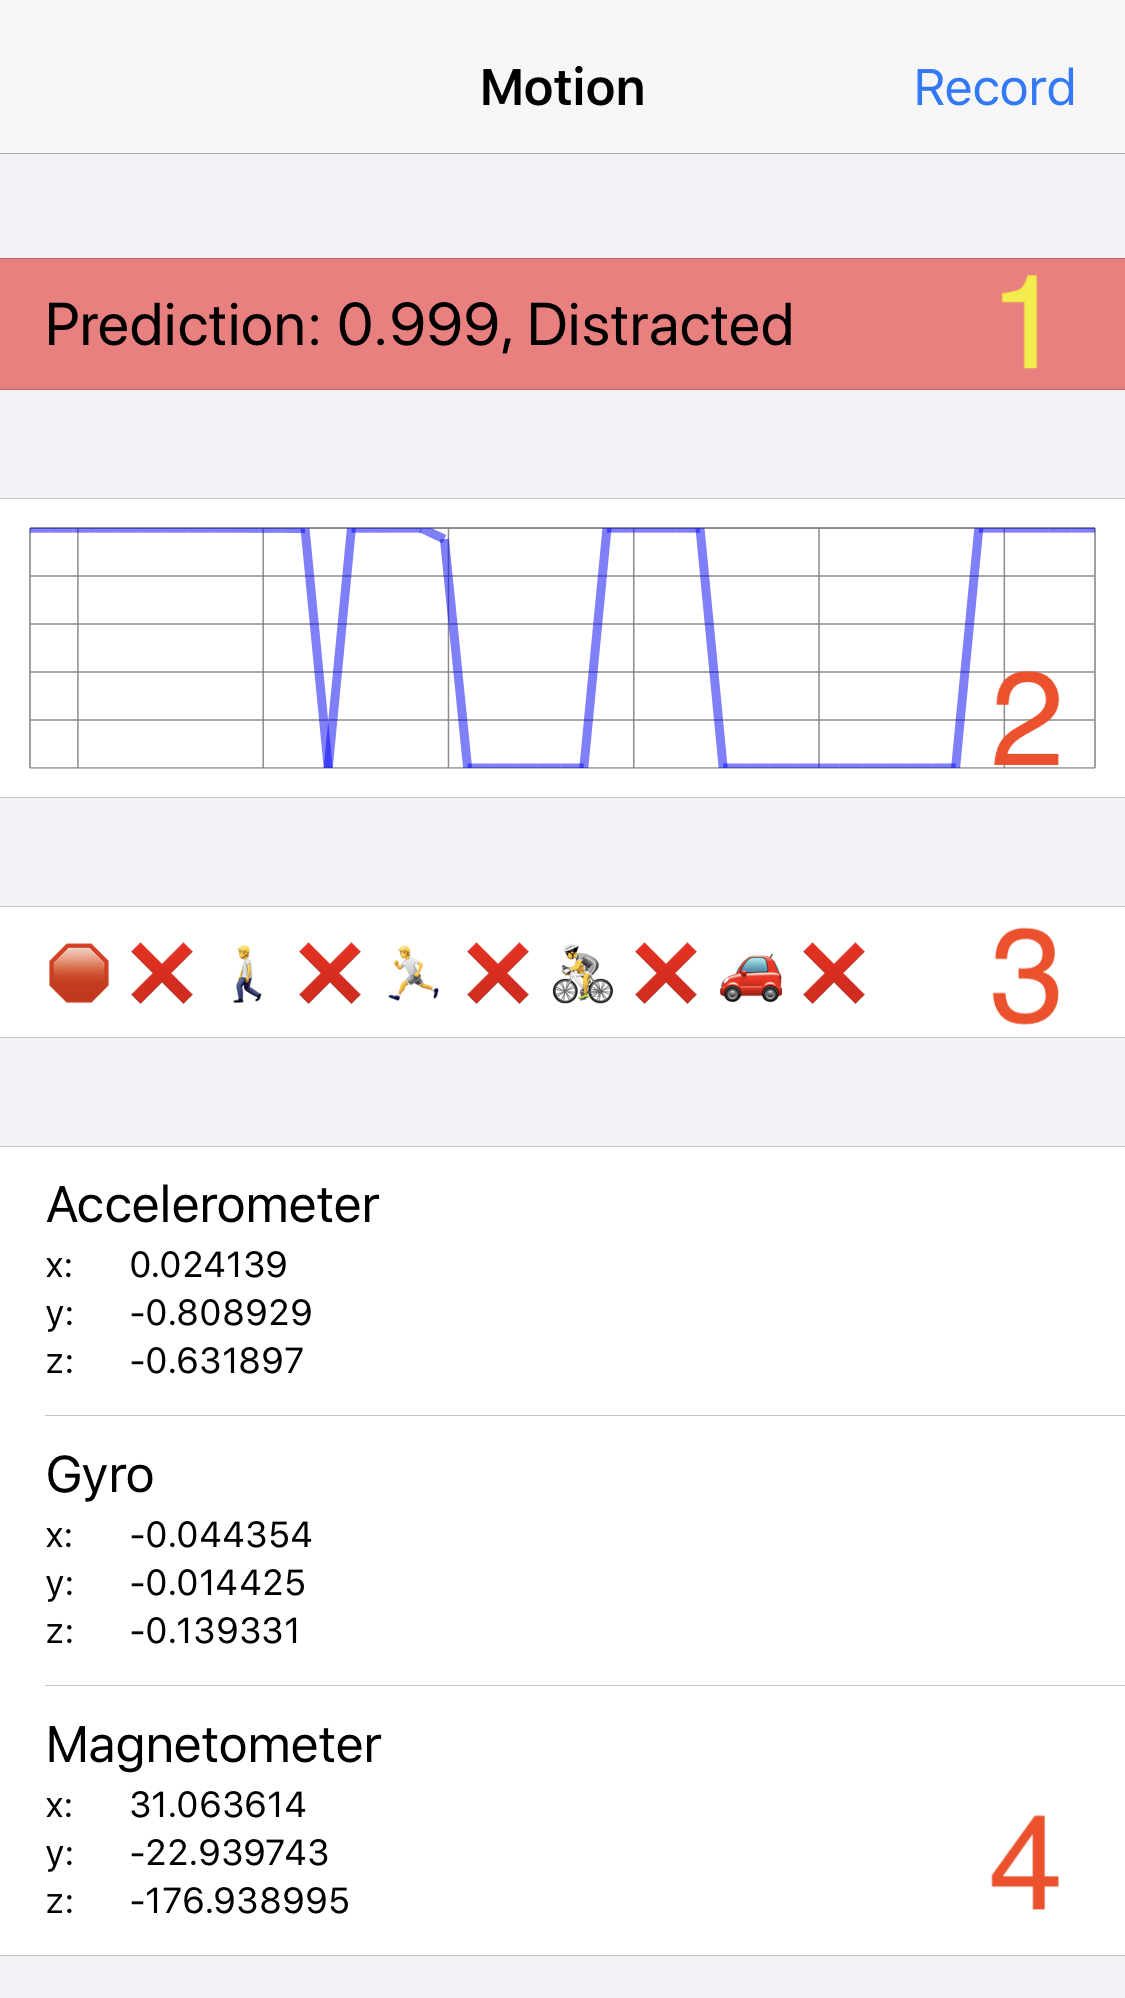 Motion Record
Prediction: 0.999, Distracted 1
2
3
Accelerometer
x: 0.024139
y: -0.808929
z: -0.631897
Gyro
x: -0.044354
y: -0.014425
z: -0.139331
Magnetometer
x: 31.063614
y: -22.939743
z: -176.938995
4